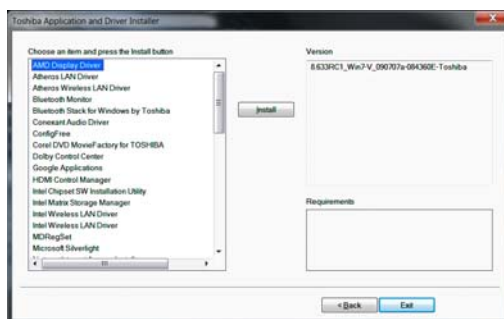 Toshiba Application and Driver Installer
Choose an item and press the Install button
AMD Display Driver
Atheros LAN Driver
Atheros Wireless LAN Driver
Bluetooth Monitor
Bluetooth Stack for Windows by Toshiba
Conexant Audio Driver
ConfigFree
Corel DVD MovieFactory for TOSHIBA
Dolby Control Center
Google Applications
HDMI Control Manager
Intel Chipset SW Installation Utility
Intel Matrix Storage Manager
Intel Wireless LAN Driver
Intel Wireless LAN Driver
MDRegSet
Microsoft Silverlight
Install
Version
8.633RC1_Win7-V_090707a-084360E-Toshiba
Requirements
< Back
Exit